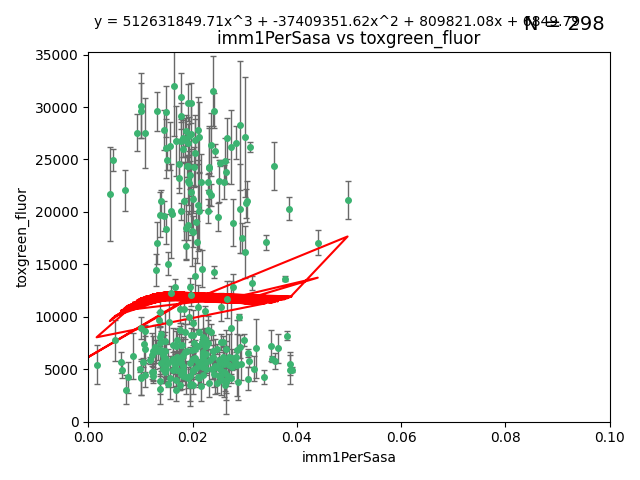 y = 512631849.71x^3 + -37409351.62x^2 + 809821.08x + 6849.79
N = 298
imm1PerSasa vs toxgreen_fluor
35000
30000
25000
20000
15000
10000
5000
0
toxgreen_fluor
0.00 0.02 0.04 0.06 0.08 0.10
imm1PerSasa